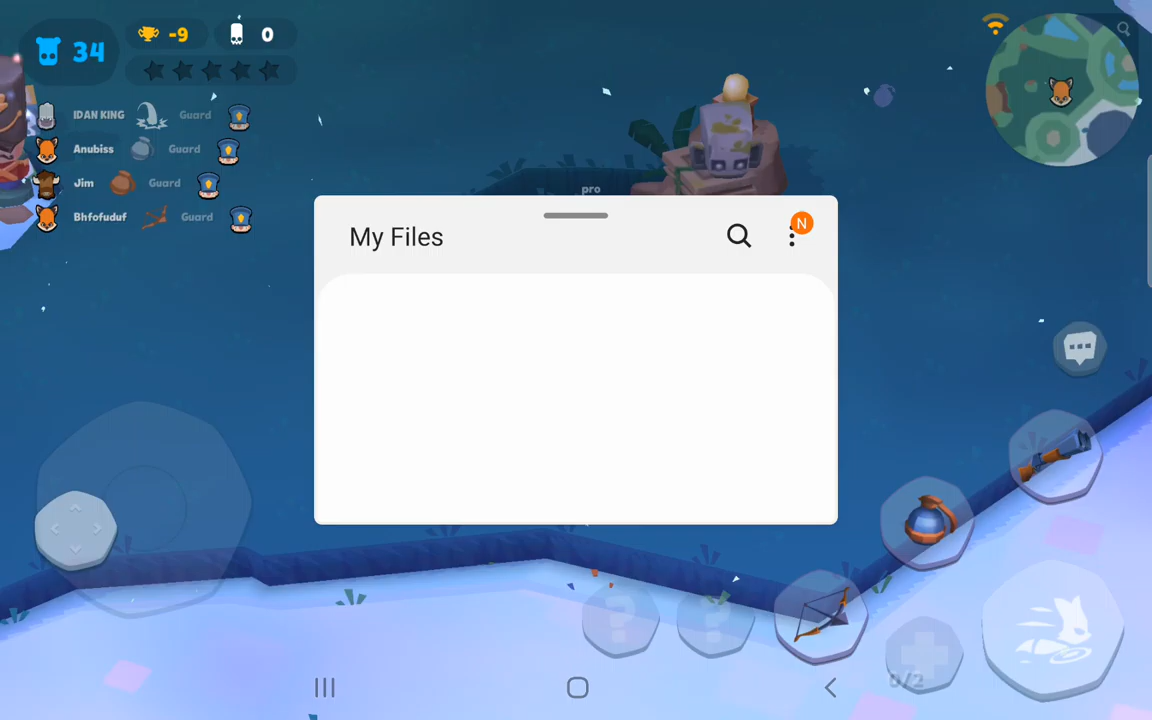 34
-9
0
IDAN KING Guard
Anubiss Guard
Jim Guard
Bhfofuduf Guard
pro
My Files
N
?
?
0/2